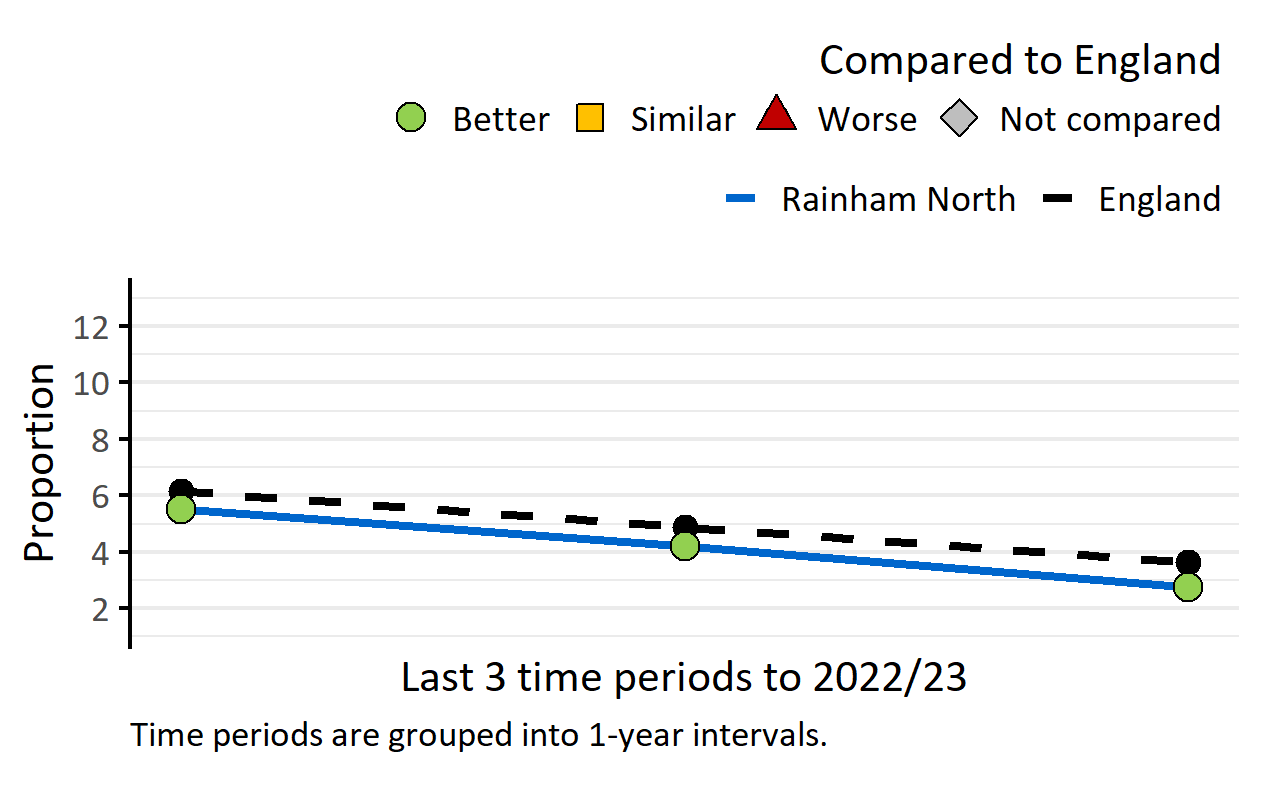 Compared to England
Better Similar Worse Not compared
Rainham North England
Proportion
12
10
8
6
4
2
Last 3 time periods to 2022/23
Time periods are grouped into 1-year intervals.